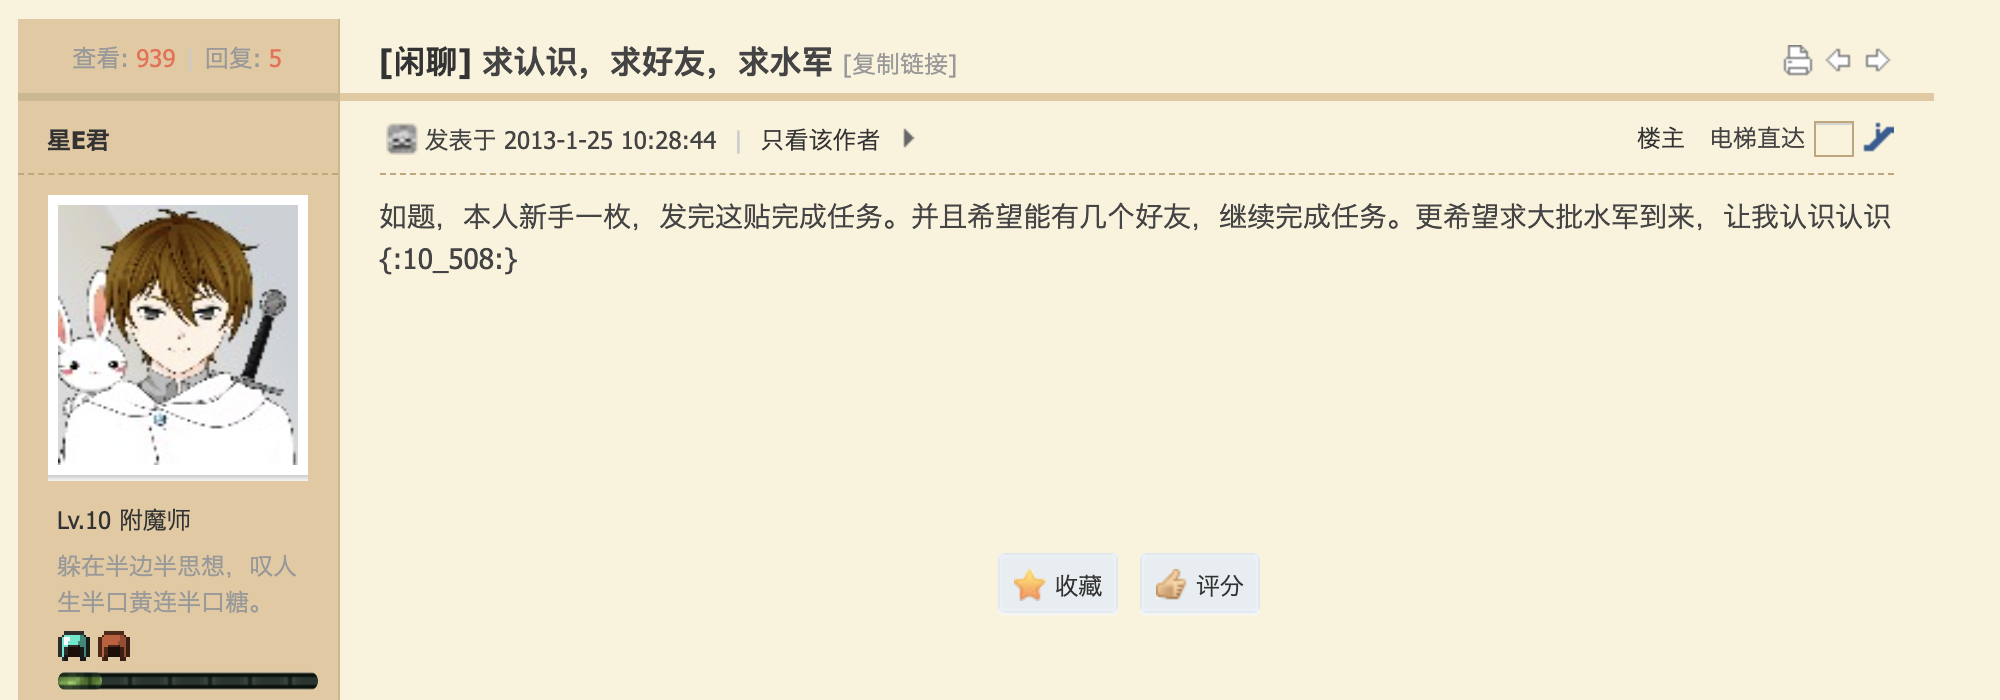 查看: 939 | 回复: 5
[闲聊] 求认识，求好友，求水军 [复制链接]
星E君
发表于 2013-1-25 10:28:44 | 只看该作者
楼主 电梯直达
如题，本人新手一枚，发完这贴完成任务。并且希望能有几个好友，继续完成任务。更希望求大批水军到来，让我认识认识
{:10_508:}
Lv.10 附魔师
躲在半边半思想，叹人
生半口黄连半口糖。
收藏
评分